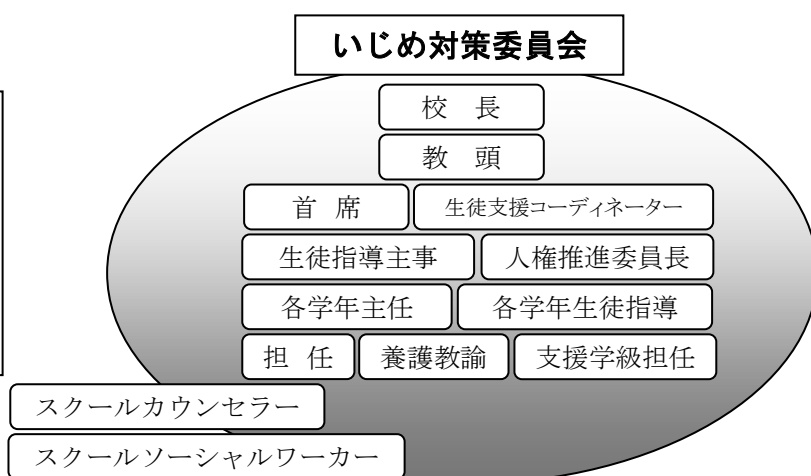 いじめ対策委員会
校 長
教 頭
首 席 生徒支援コーディネーター
生徒指導主事 人権推進委員長
各学年主任 各学年生徒指導
担 任 養護教諭 支援学級担任
スクールカウンセラー
スクールソーシャルワーカー